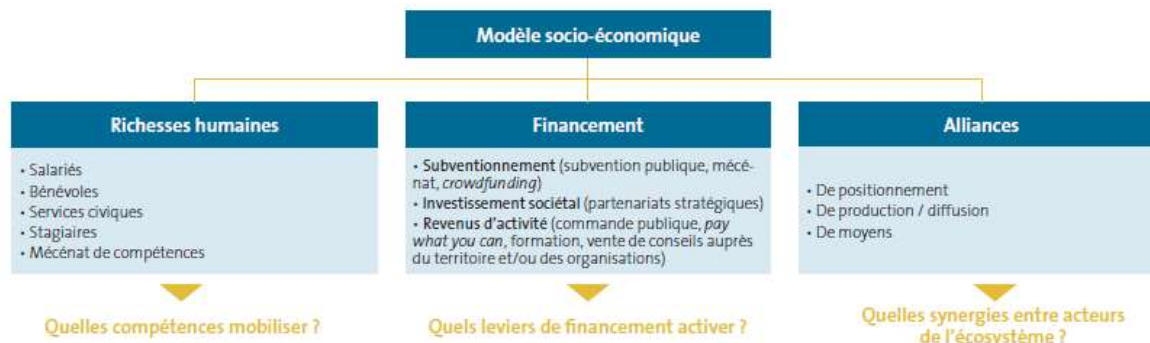 Modèle socio-économique
Richesses humaines
• Salariés
• Bénévoles
• Services civiques
• Stagiaires
• Mécénat de compétences
Quelles compétences mobiliser ?
Financement
• Subventionnement (subvention publique, mécé-
nat, crowdfunding)
• Investissement sociétal (partenariats stratégiques)
• Revenus d'activité (commande publique, pay
what you can, formation, vente de conseils auprès
du territoire et/ou des organisations)
Quels leviers de financement activer ?
Alliances
• De positionnement
• De production / diffusion
• De moyens
Quelles synergies entre acteurs
de l'écosystème ?